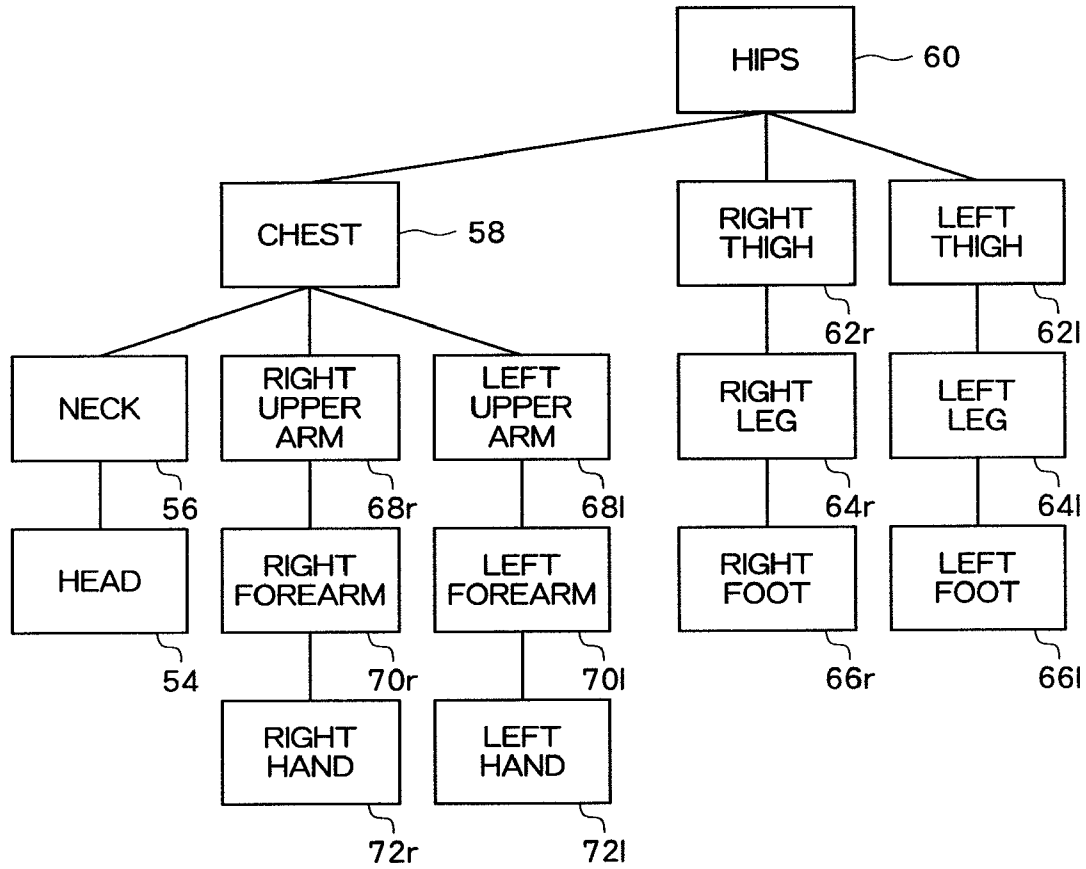 HIPS
60
CHEST
58
RIGHT
THIGH
62r
LEFT
THIGH
62l
NECK
56
RIGHT
UPPER
ARM
68r
LEFT
UPPER
ARM
68l
RIGHT
LEG
64r
LEFT
LEG
64l
HEAD
54
RIGHT
FOREARM
70r
LEFT
FOREARM
70l
RIGHT
FOOT
66r
LEFT
FOOT
66l
RIGHT
HAND
72r
LEFT
HAND
72l